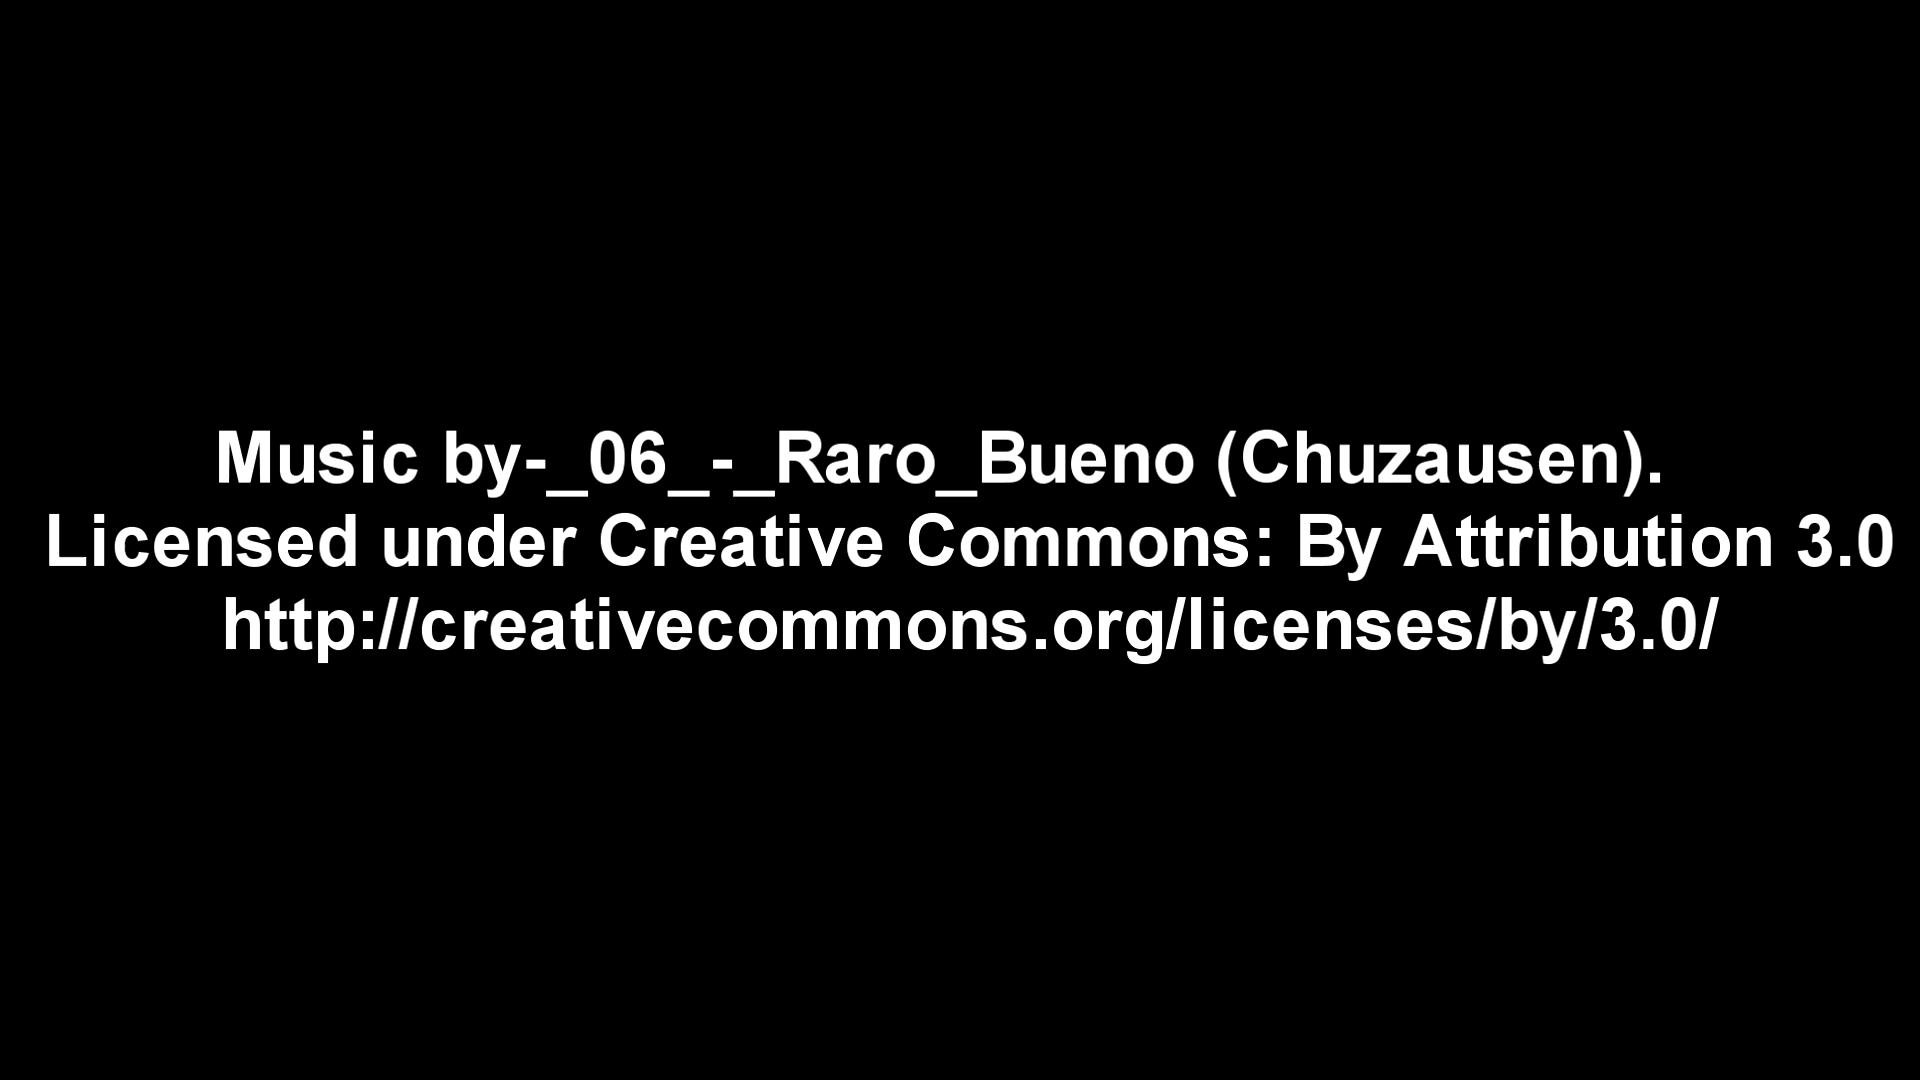 Music by-_06_-_Raro_Bueno (Chuzausen).
Licensed under Creative Commons: By Attribution 3.0
http://creativecommons.org/licenses/by/3.0/